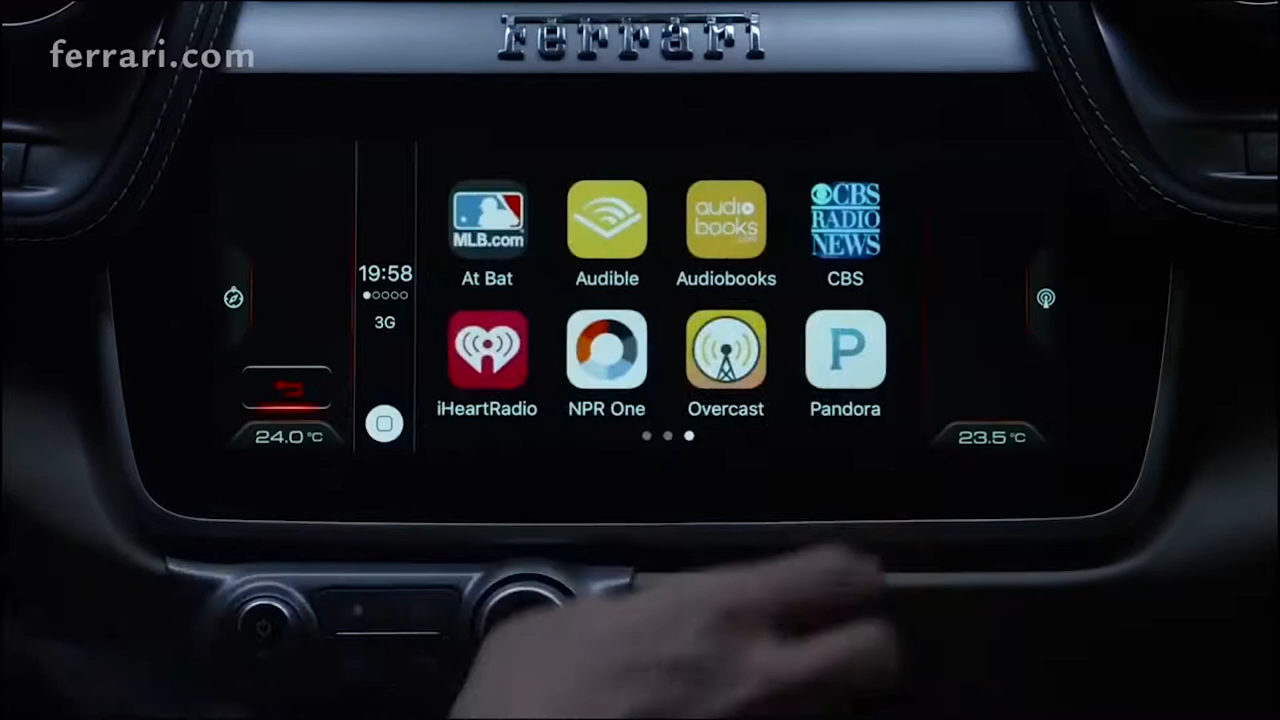 ferrari
ferrari.com
MLB.com
audio
books
.com
CBS
RADIO
NEWS
19:58
At Bat
Audible
Audiobooks
CBS
3G
P
iHeartRadio
NPR One
Overcast
Pandora
24.0 °C
23.5 °C